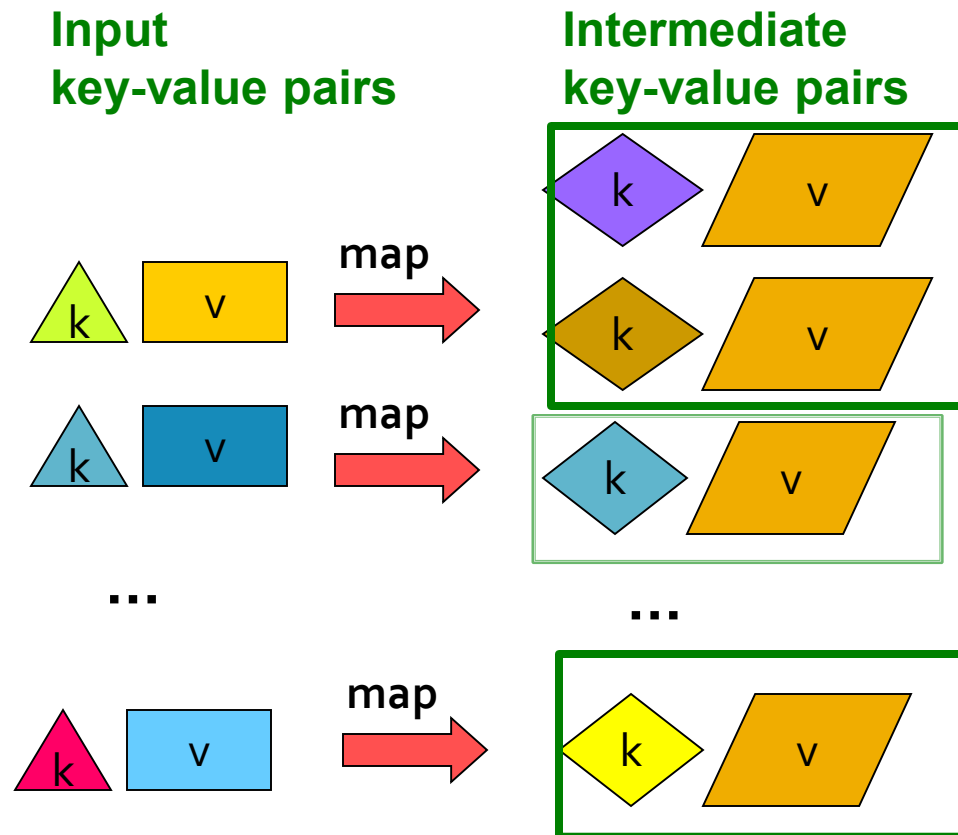 Input
key-value pairs
Intermediate
key-value pairs
k v
map
k v
k v
k v
map
k v
k v
...
...
map
k v
k v